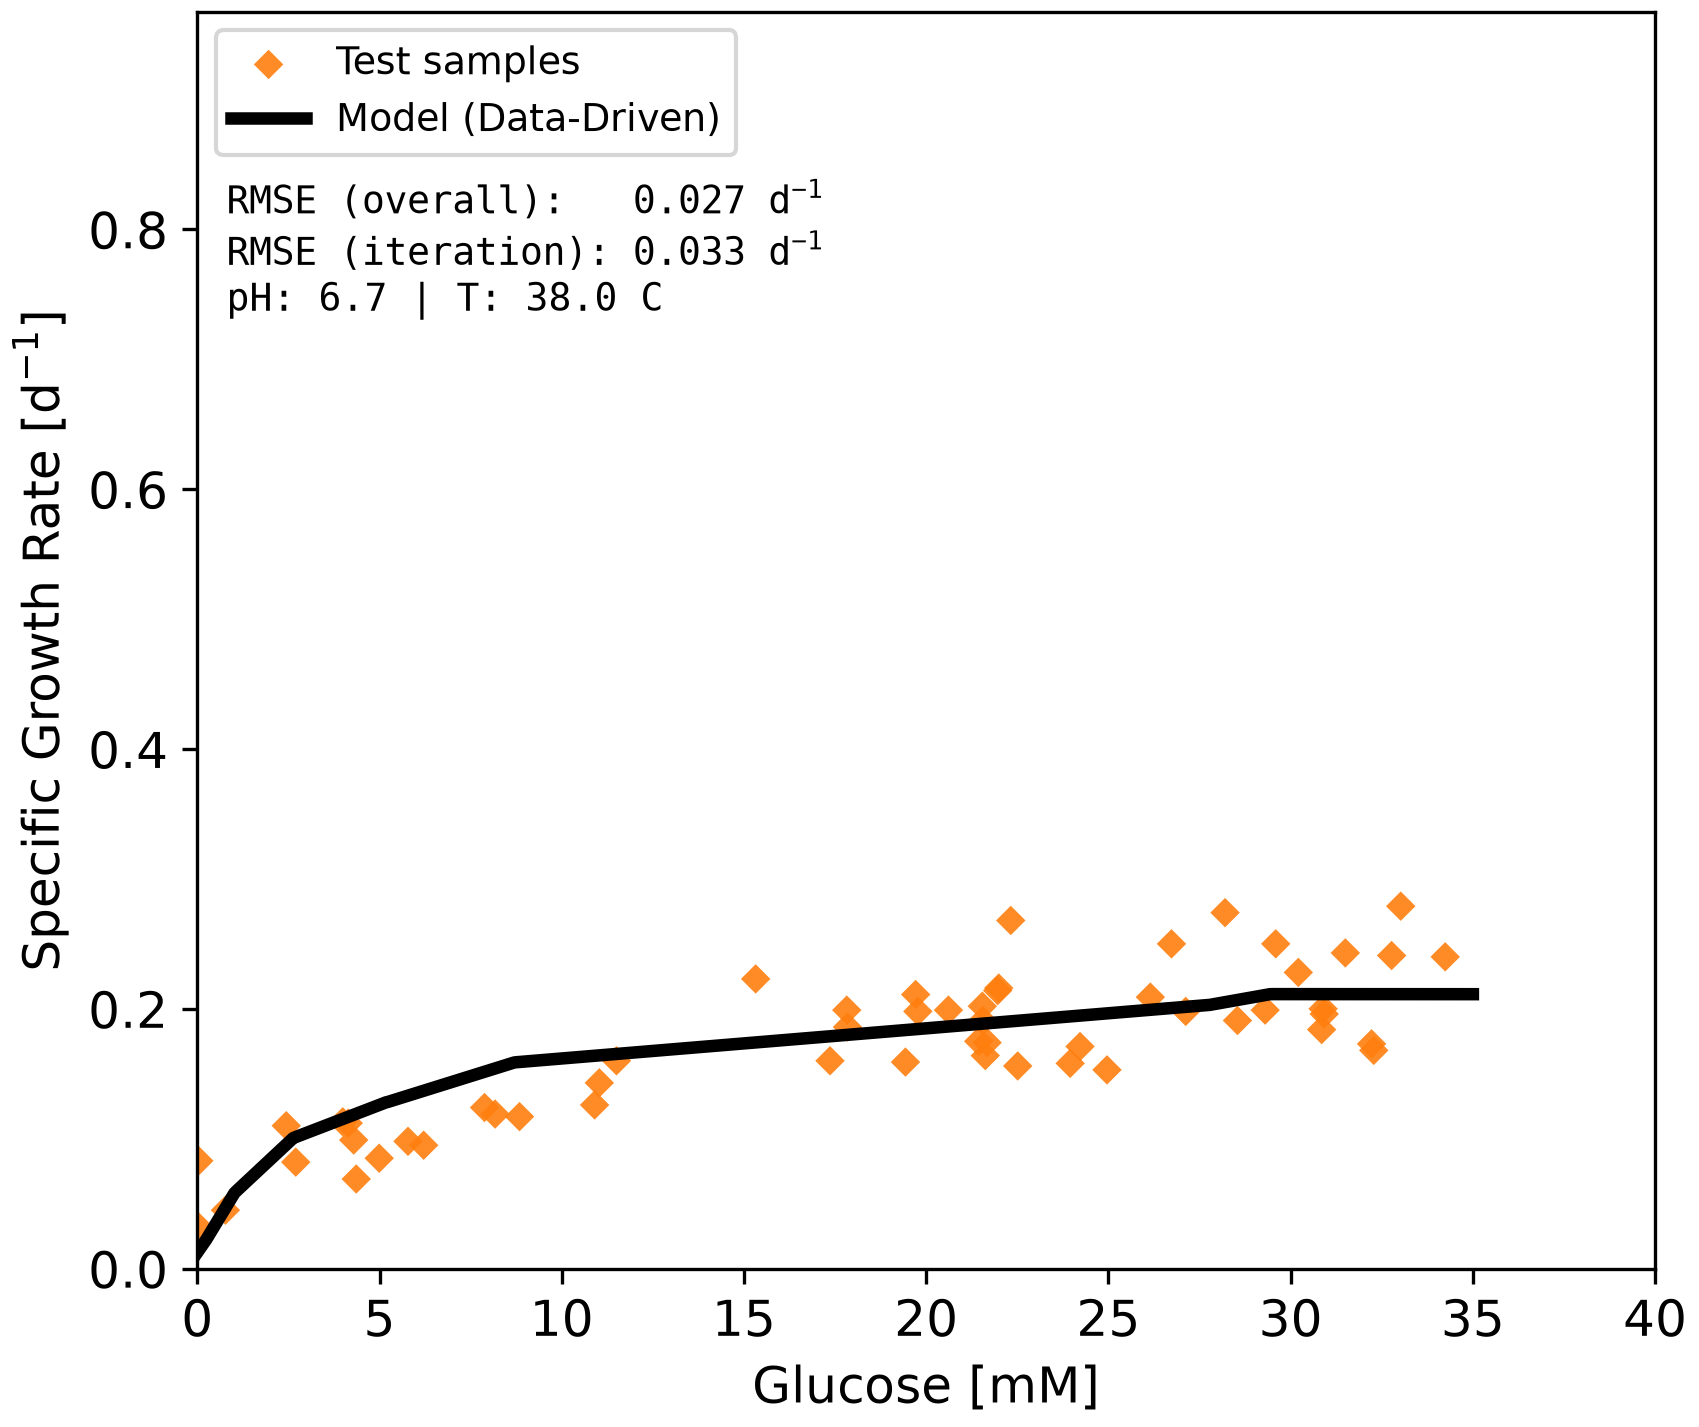 Test samples
Model (Data-Driven)
RMSE (overall):   0.027 d⁻¹
RMSE (iteration): 0.033 d⁻¹
pH: 6.7 | T: 38.0 C
Specific Growth Rate [d⁻¹]
0.8
0.6
0.4
0.2
0.0
0 5 10 15 20 25 30 35 40
Glucose [mM]